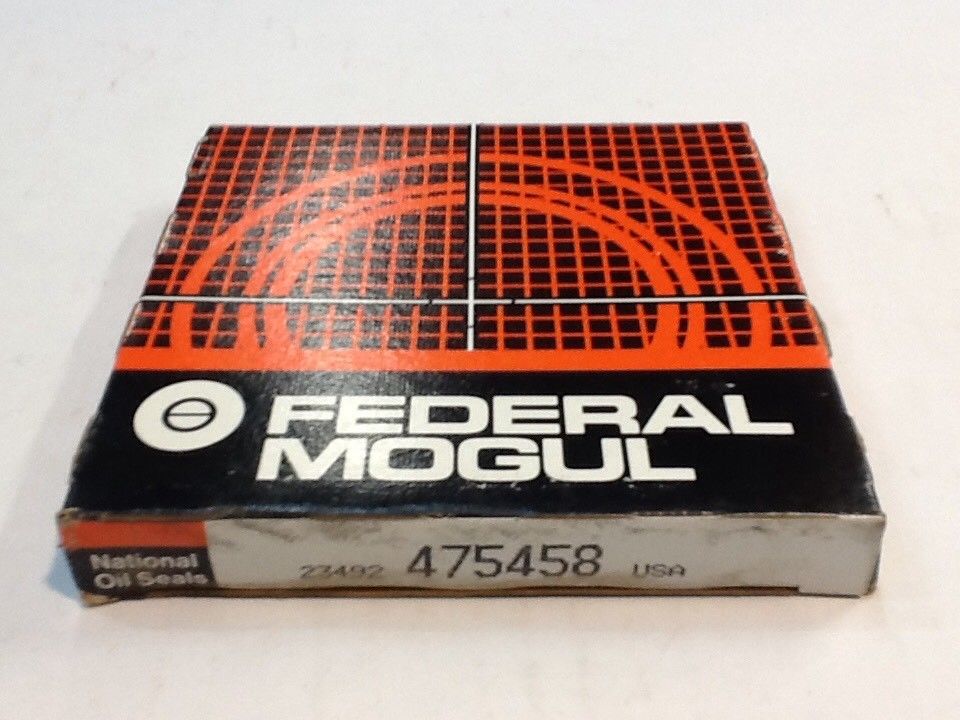 FEDERAL
MOGUL
National
Oil Seals
23492 475458 USA